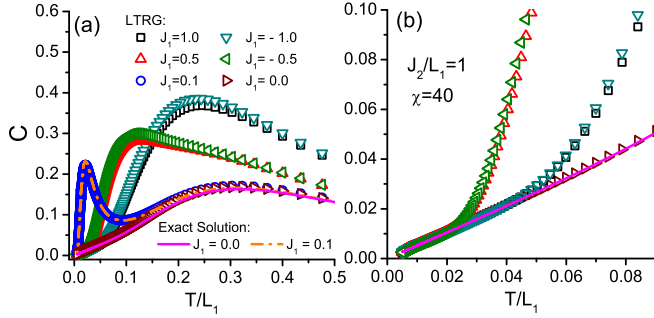 0.6
0.5
0.4
0.3
0.2
0.1
0.0
C
(a)
LTRG:
J₁=1.0
J₁= - 1.0
J₁=0.5
J₁= - 0.5
J₁=0.1
J₁= 0.0
Exact Solution:
J₁ = 0.0
J₁ = 0.1
0.0 0.1 0.2 0.3 0.4 0.5
T/L₁
0.10
0.08
0.06
0.04
0.02
0.00
(b)
J₂/L₁=1
χ=40
0.00 0.02 0.04 0.06 0.08
T/L₁